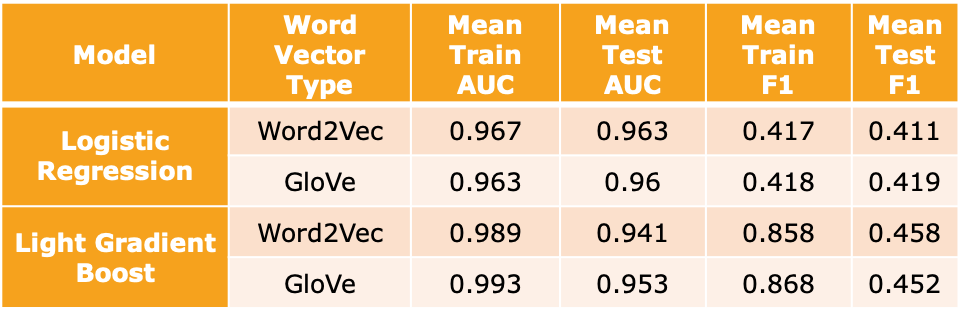 Model Word Vector Type Mean Train AUC Mean Test AUC Mean Train F1 Mean Test F1
Logistic Regression Word2Vec 0.967 0.963 0.417 0.411
GloVe 0.963 0.96 0.418 0.419
Light Gradient Boost Word2Vec 0.989 0.941 0.858 0.458
GloVe 0.993 0.953 0.868 0.452